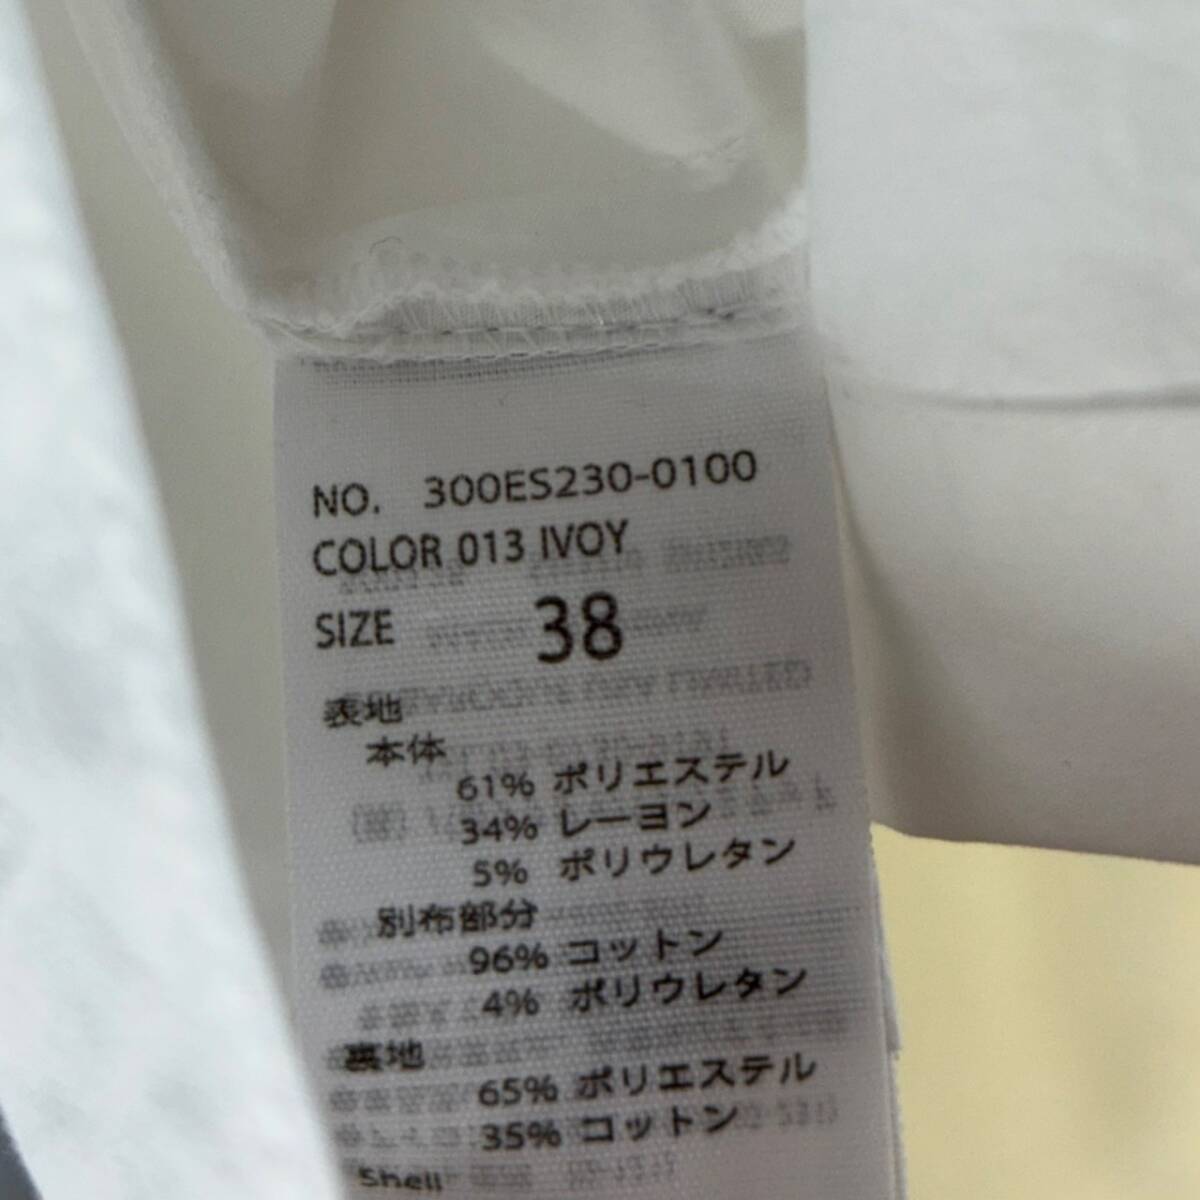 NO. 300ES230-0100
COLOR 013 IVOY
SIZE 38
表地
本体
61% ポリエステル
34% レーヨン
5% ポリウレタン
別布部分
96% コットン
4% ポリウレタン
裏地
65% ポリエステル
35% コットン
Shell